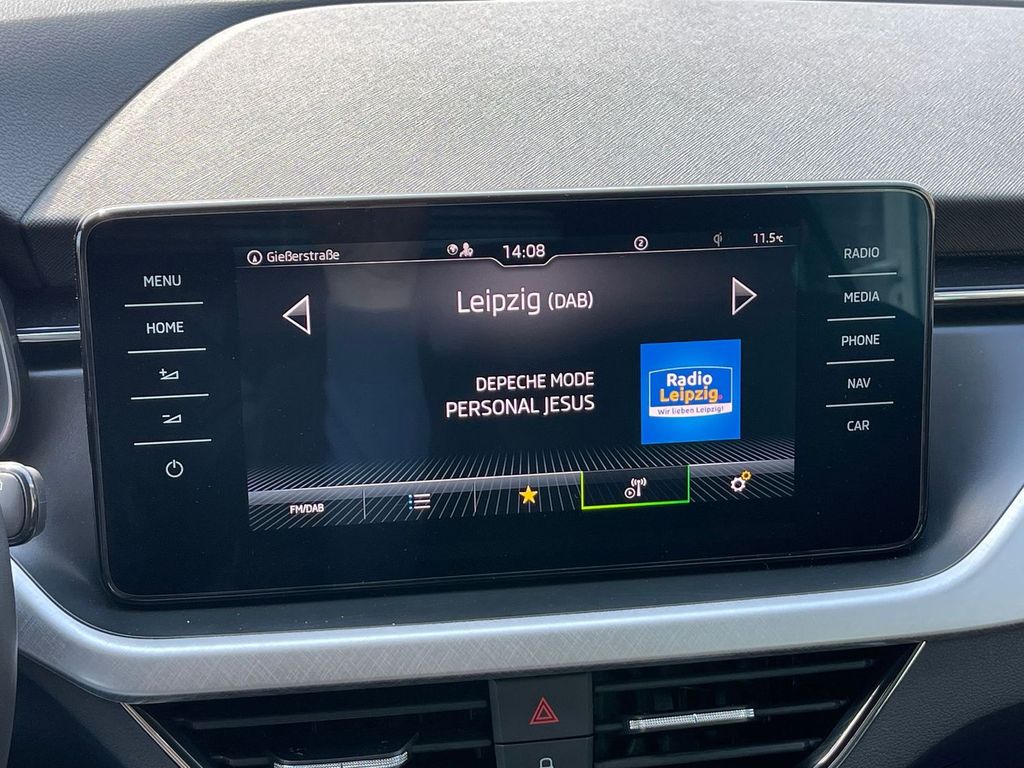 MENU
HOME
Gießerstraße
14:08
2
11.5°C
Leipzig (DAB)
DEPECHE MODE
PERSONAL JESUS
Radio
Leipzig.
Wir lieben Leipzig!
FM/DAB
RADIO
MEDIA
PHONE
NAV
CAR